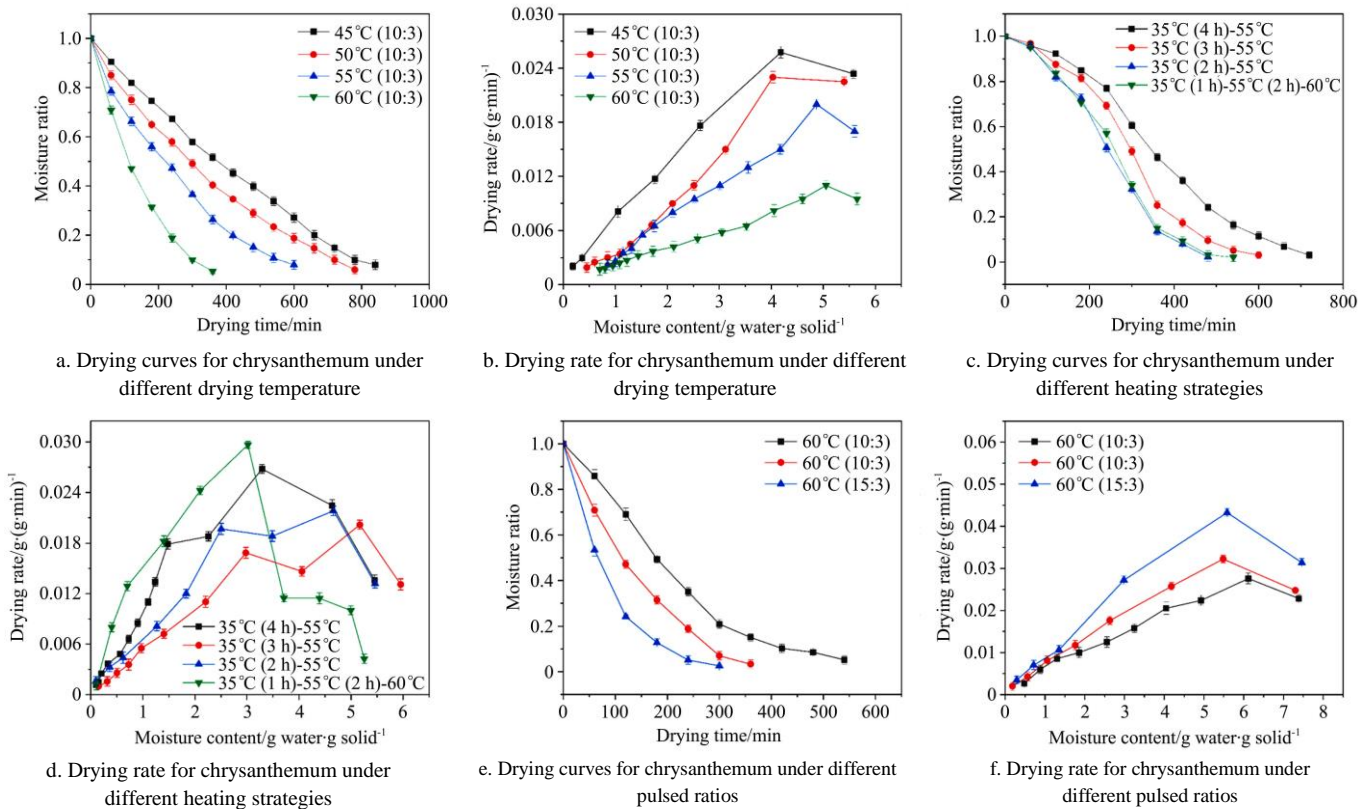 1.0
0.8
0.6
0.4
0.2
0.0
Moisture ratio
0
200
400
600
800
1000
Drying time/min
45℃ (10:3)
50℃ (10:3)
55℃ (10:3)
60℃ (10:3)
a. Drying curves for chrysanthemum under
different drying temperature
0.030
0.024
0.018
0.012
0.006
0.000
Drying rate/g·(g·min)⁻¹
0
1
2
3
4
5
6
Moisture content/g water·g solid⁻¹
45℃ (10:3)
50℃ (10:3)
55℃ (10:3)
60℃ (10:3)
b. Drying rate for chrysanthemum under different
drying temperature
1.0
0.8
0.6
0.4
0.2
0
Moisture ratio
0
200
400
600
800
Drying time/min
35℃ (4 h)-55℃
35℃ (3 h)-55℃
35℃ (2 h)-55℃
35℃ (1 h)-55℃ (2 h)-60℃
c. Drying curves for chrysanthemum under
different heating strategies
0.030
0.024
0.018
0.012
0.006
0.000
Drying rate/g·(g·min)⁻¹
0
1
2
3
4
5
6
Moisture content/g water·g solid⁻¹
35℃ (4 h)-55℃
35℃ (3 h)-55℃
35℃ (2 h)-55℃
35℃ (1 h)-55℃ (2 h)-60℃
d. Drying rate for chrysanthemum under
different heating strategies
1.0
0.8
0.6
0.4
0.2
0
Moisture ratio
0
100
200
300
400
500
600
Drying time/min
60℃ (10:3)
60℃ (10:3)
60℃ (15:3)
e. Drying curves for chrysanthemum under different
pulsed ratios
0.06
0.05
0.04
0.03
0.02
0.01
0
Drying rate/g·(g·min)⁻¹
0
1
2
3
4
5
6
7
8
Moisture content/g water·g solid⁻¹
60℃ (10:3)
60℃ (10:3)
60℃ (15:3)
f. Drying rate for chrysanthemum under
different pulsed ratios